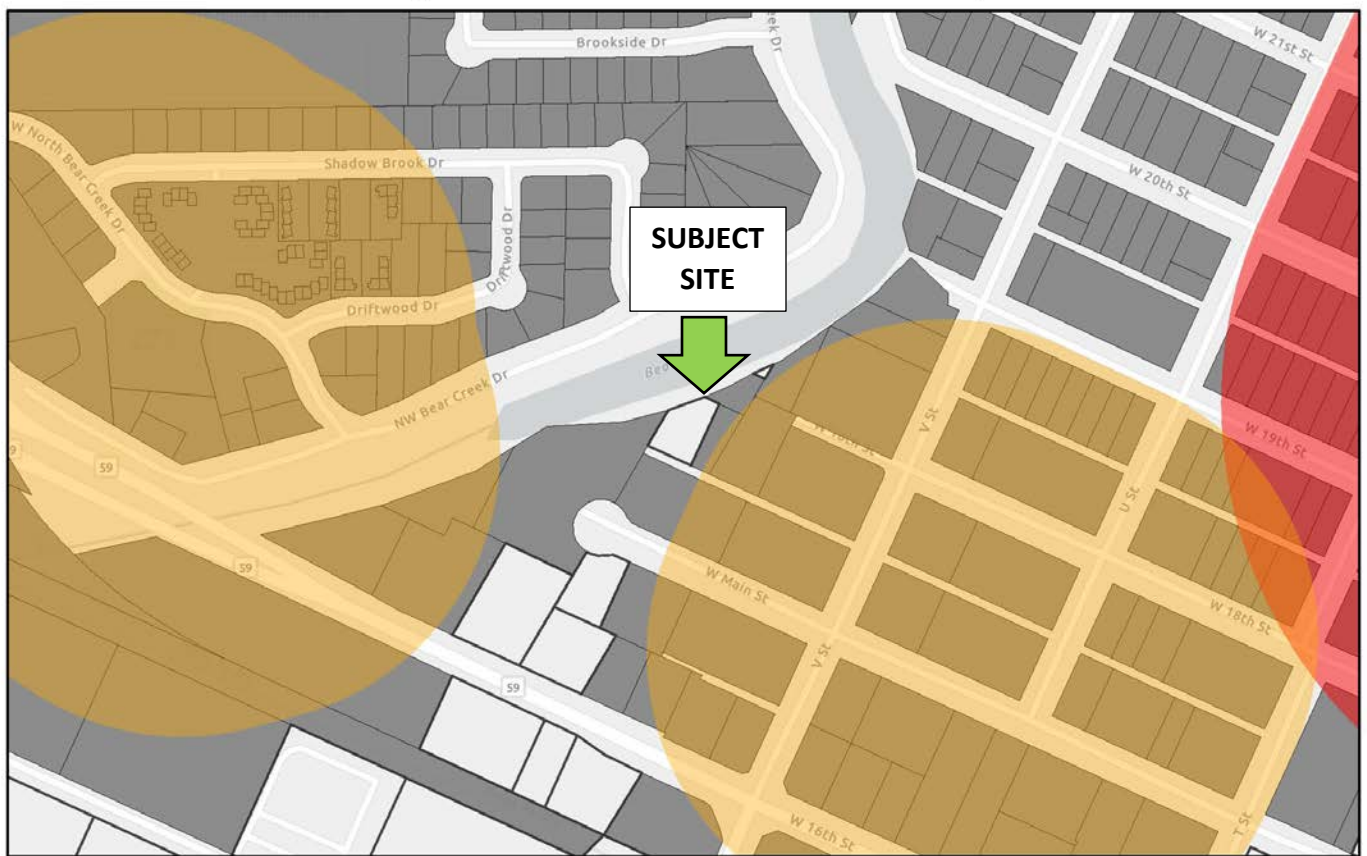 Brookside Dr
W 21st St
W North Bear Creek Dr
Shadow Brook Dr
W 20th St
Driftwood Dr
SUBJECT
SITE
Driftwood Dr
NW Bear Creek Dr
V St
W 19th St
59
U St
59
W Main St
W 18th St
V St
59
W 16th St
T St